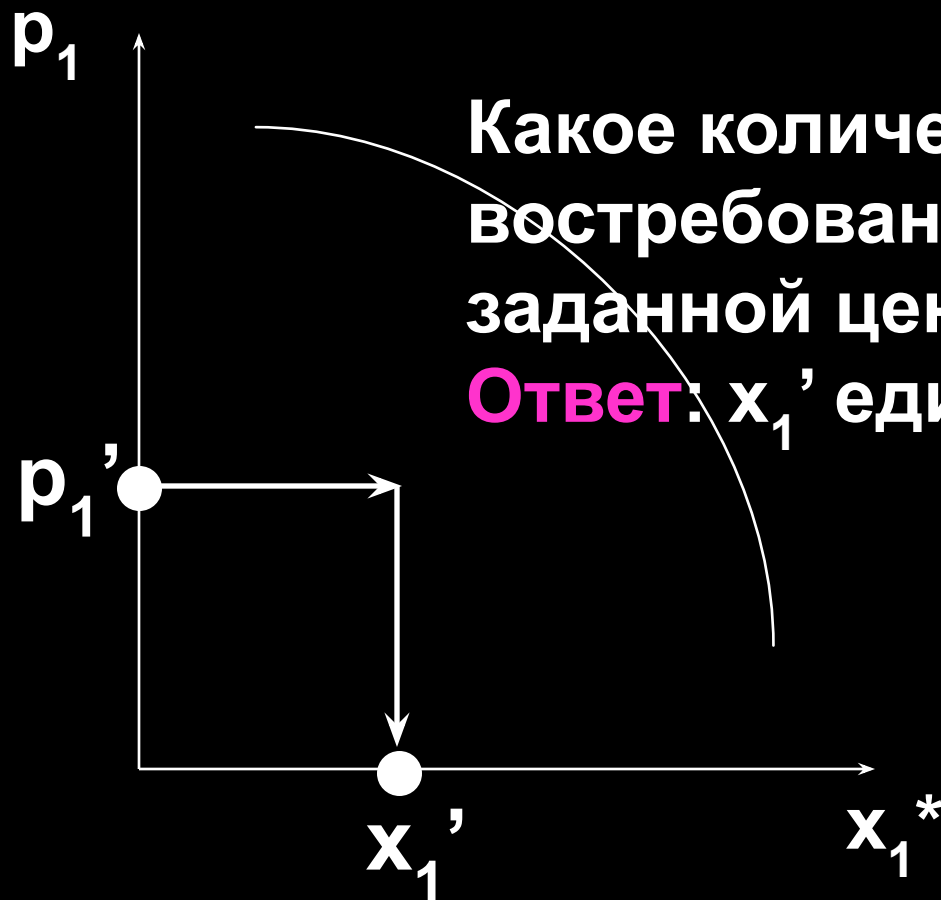 p₁
Какое количе
востребован
заданной цен
Ответ: x₁’ еди
p₁’
x₁’
x₁*